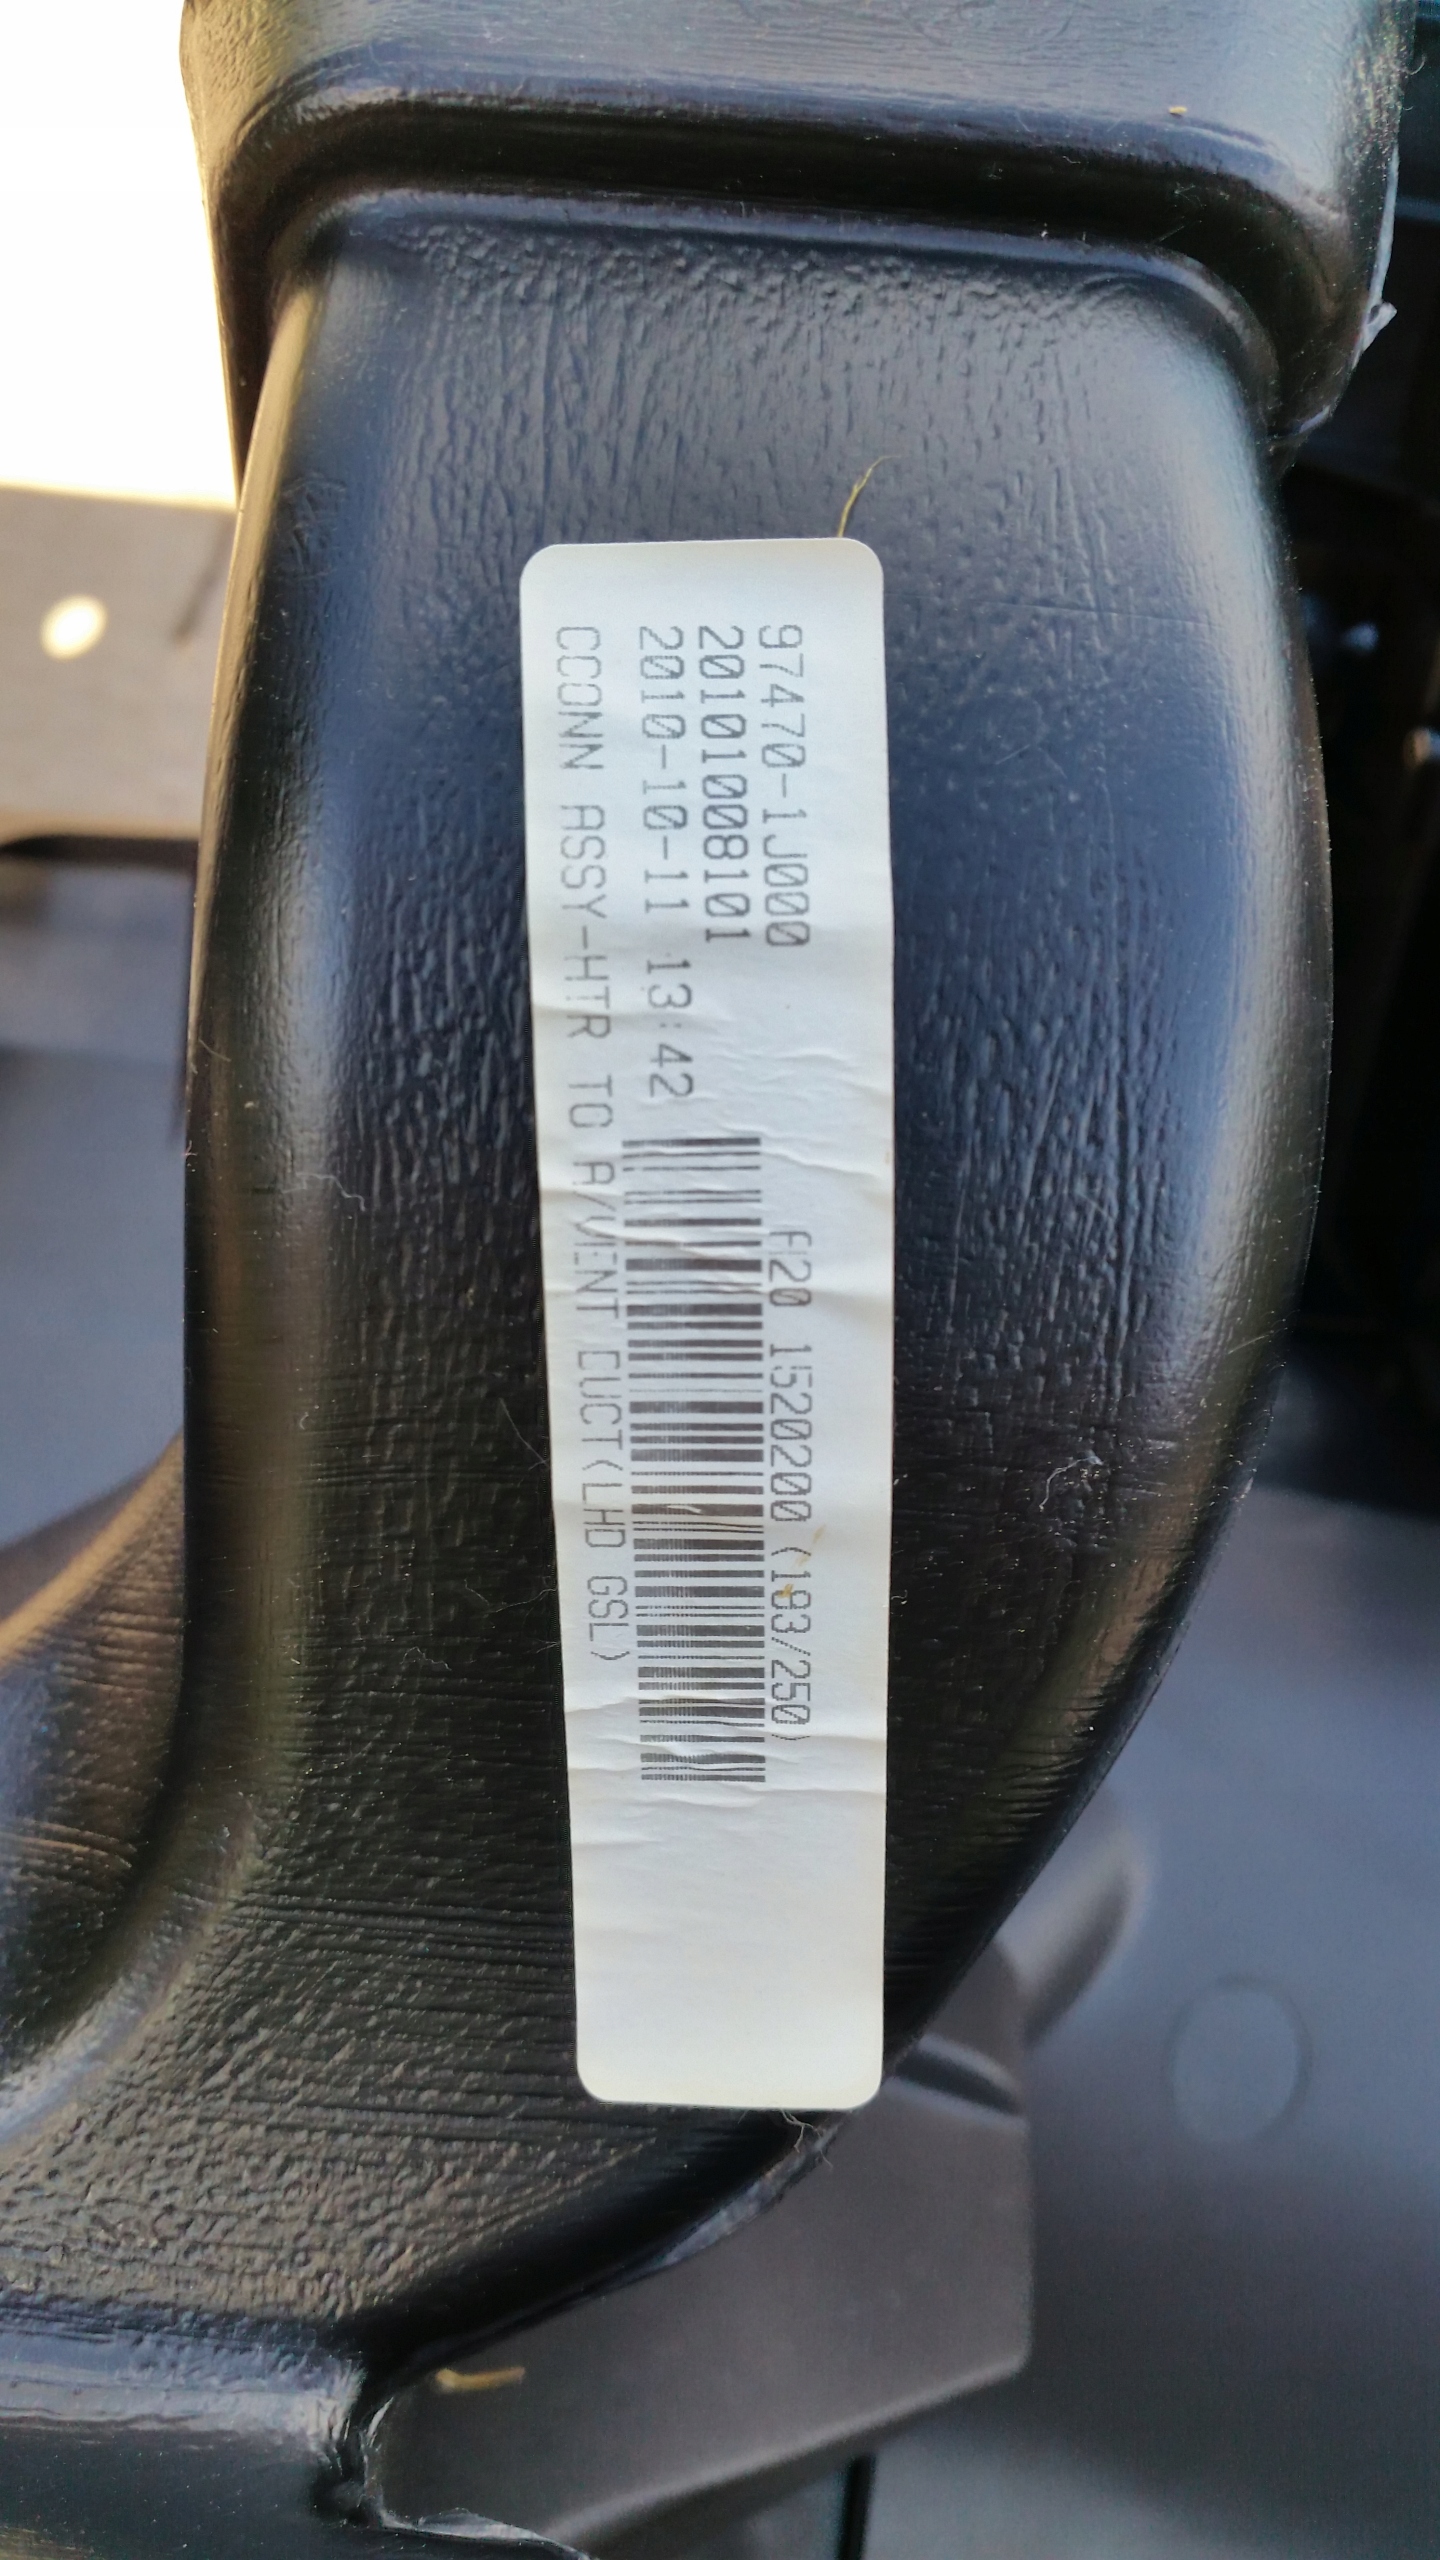 97470-1J000
20101008101
2010-10-11 13:42
A20 1520200 (183/250)
CCONN ASSY-HTR TO A/VENT DUCT(LHD GSL)